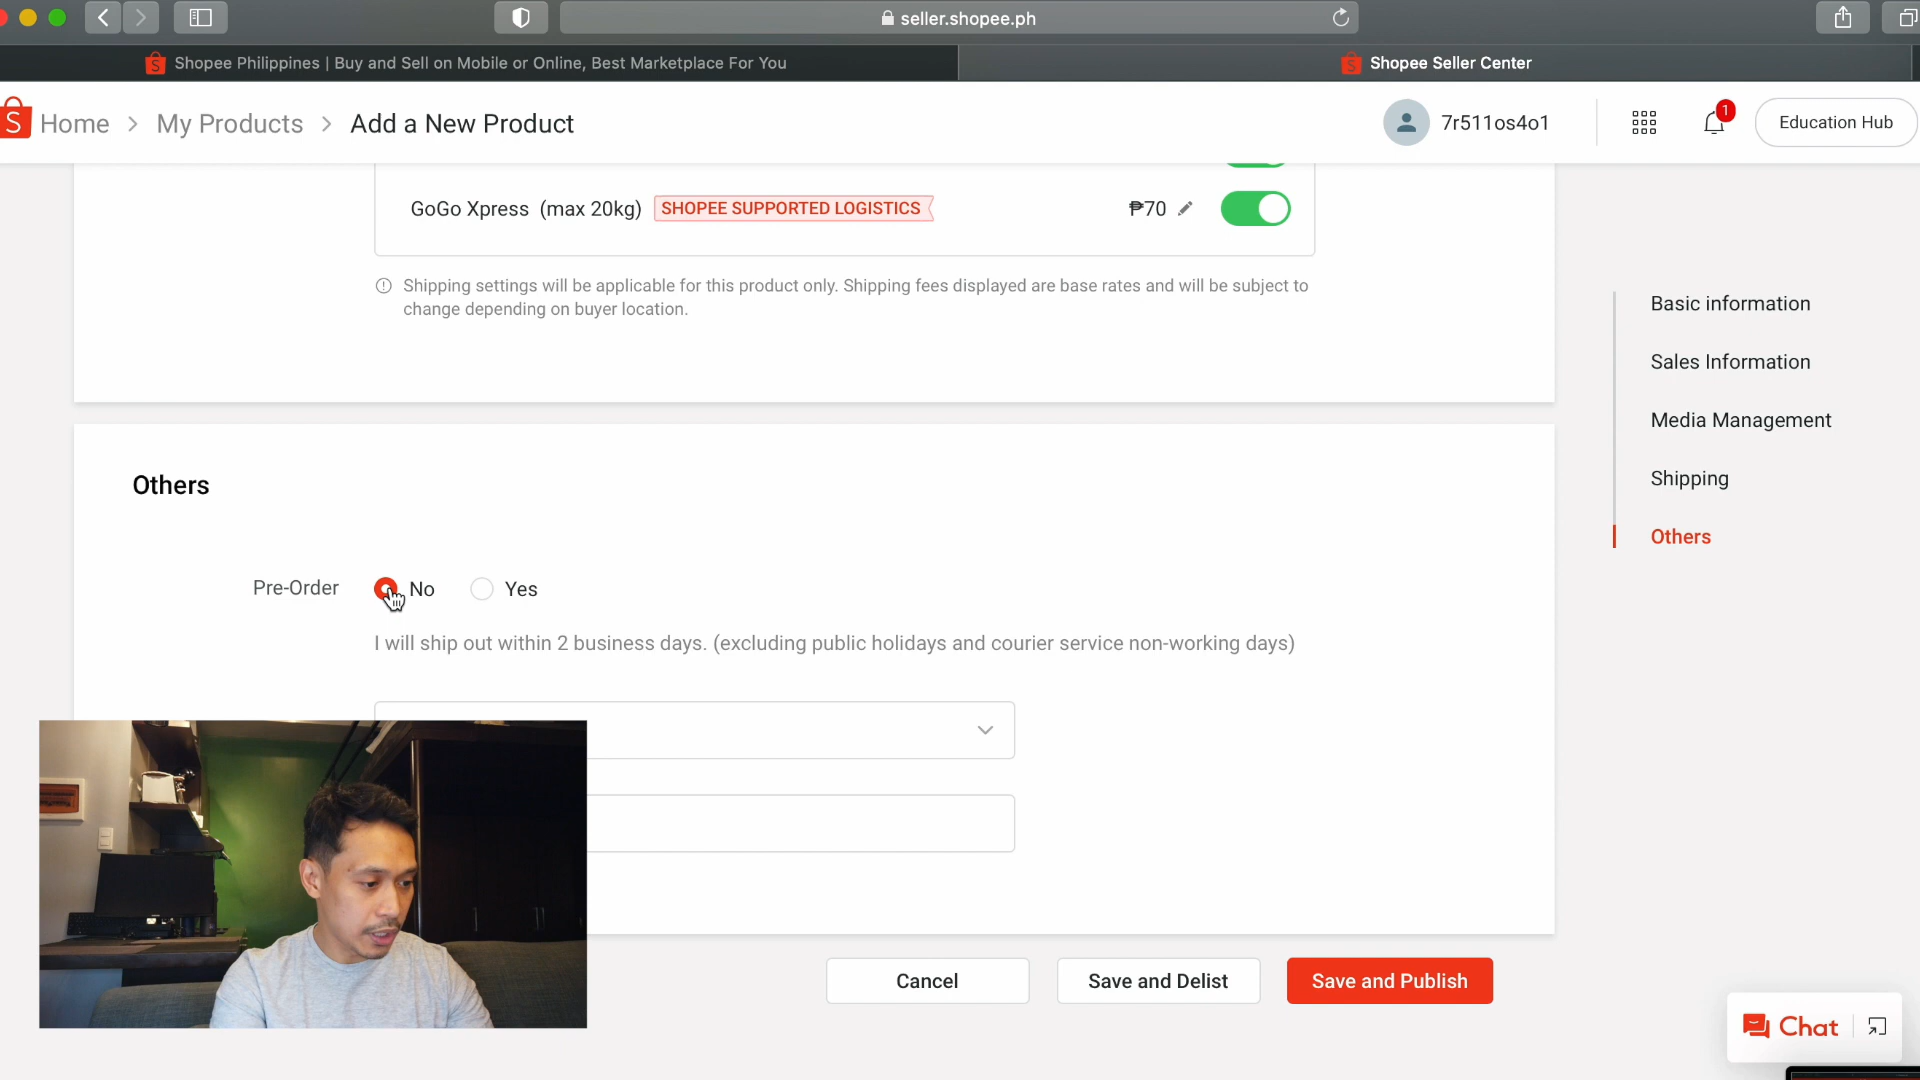 seller.shopee.ph
Shopee Philippines | Buy and Sell on Mobile or Online, Best Marketplace For You
Shopee Seller Center
Home > My Products > Add a New Product
7r511os4o1
1
Education Hub
GoGo Xpress (max 20kg) SHOPEE SUPPORTED LOGISTICS ₱70
Shipping settings will be applicable for this product only. Shipping fees displayed are base rates and will be subject to
change depending on buyer location.
Basic information
Sales Information
Media Management
Shipping
Others
Others
Pre-Order No Yes
I will ship out within 2 business days. (excluding public holidays and courier service non-working days)
Cancel
Save and Delist
Save and Publish
Chat